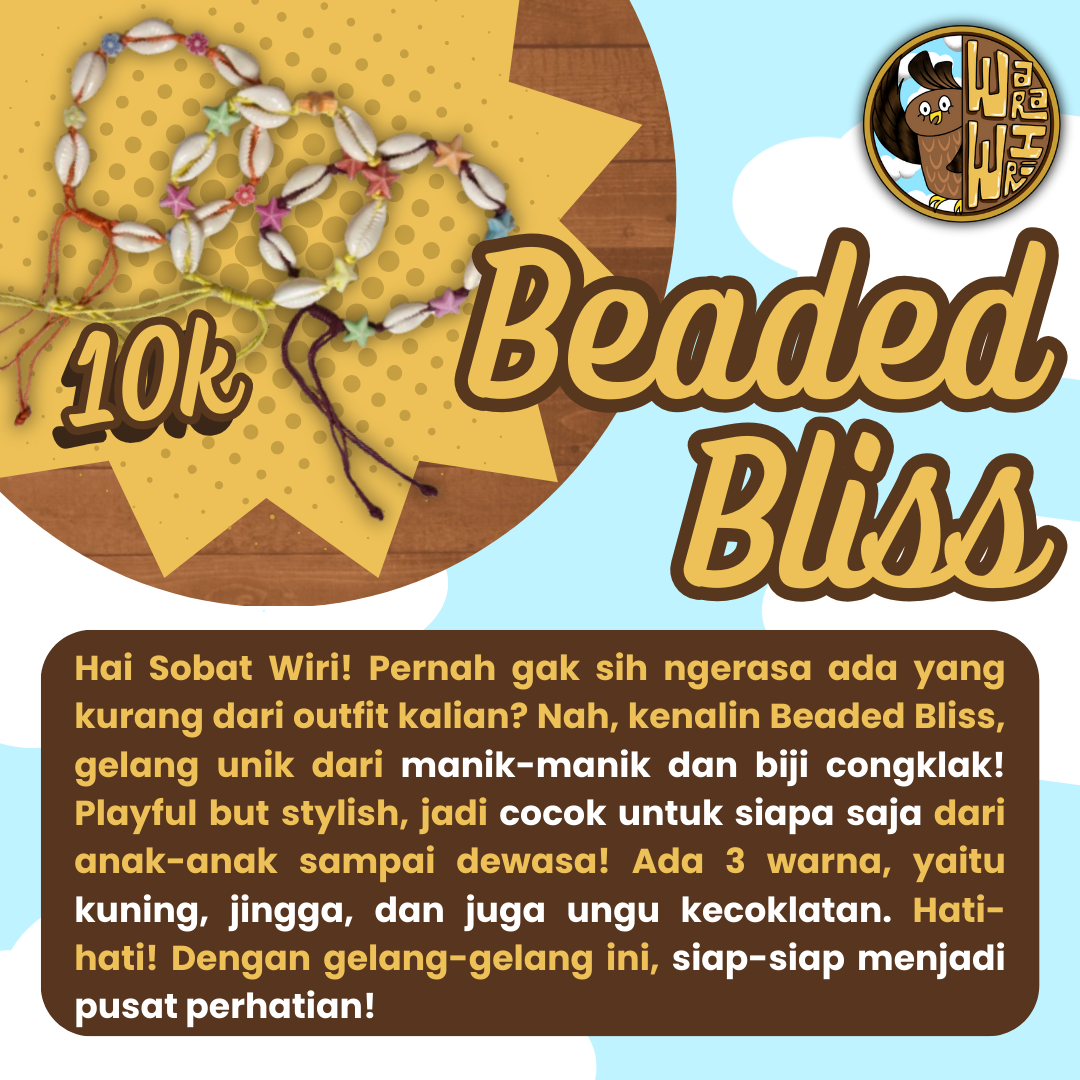 Wara
Wiri
Beaded
Bliss
10k
Hai Sobat Wiri! Pernah gak sih ngerasa ada yang
kurang dari outfit kalian? Nah, kenalin Beaded Bliss,
gelang unik dari manik-manik dan biji congklak!
Playful but stylish, jadi cocok untuk siapa saja dari
anak-anak sampai dewasa! Ada 3 warna, yaitu
kuning, jingga, dan juga ungu kecoklatan. Hati-
hati! Dengan gelang-gelang ini, siap-siap menjadi
pusat perhatian!